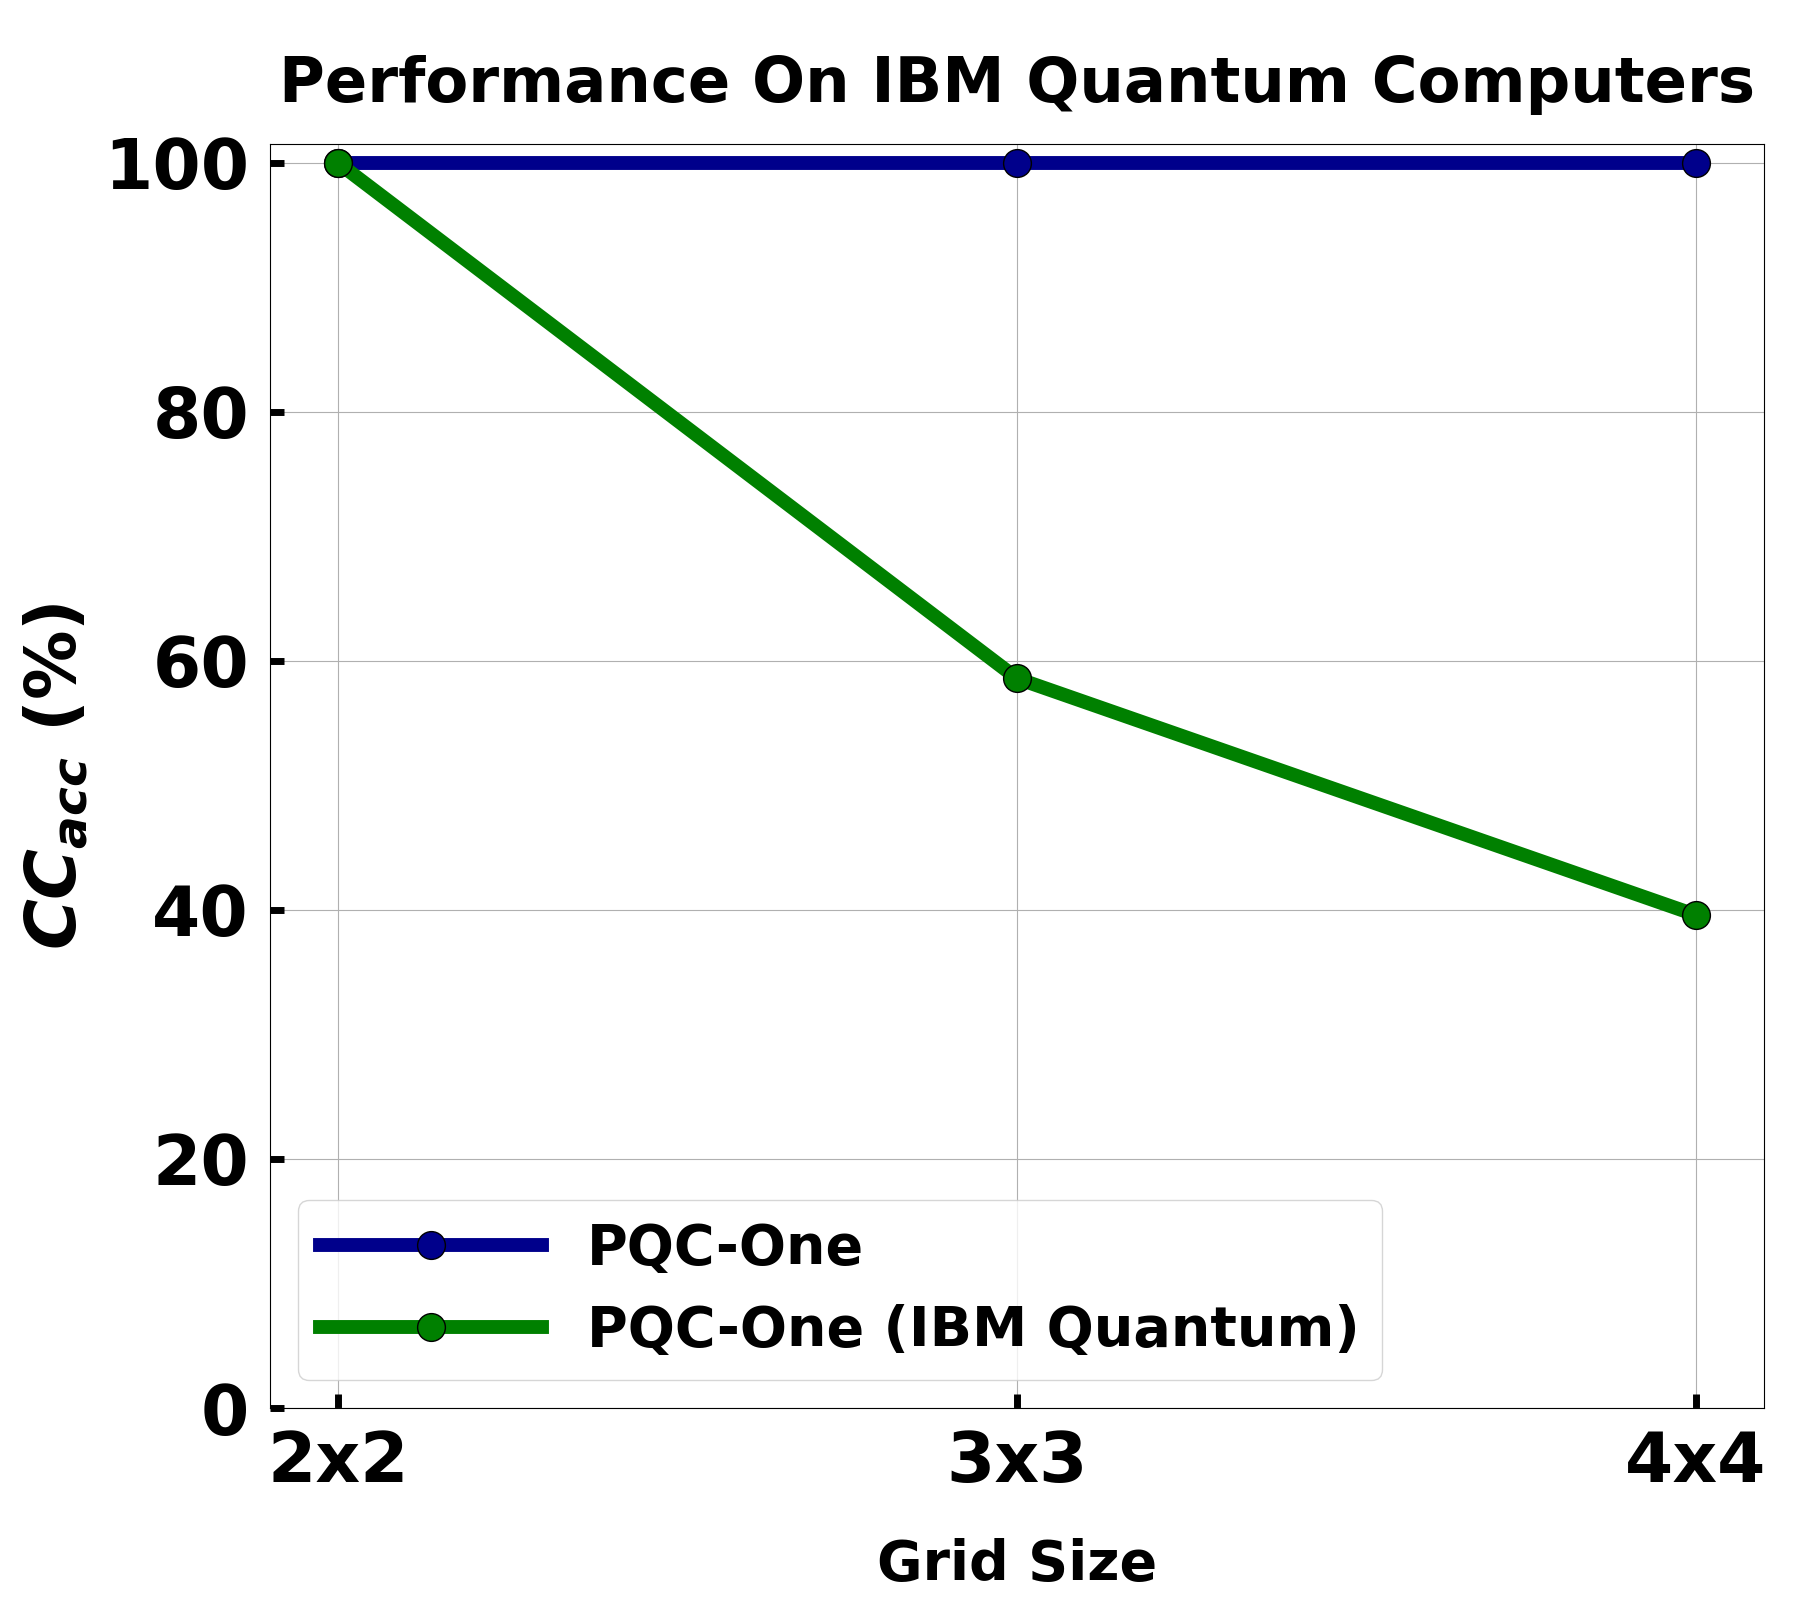 Performance On IBM Quantum Computers
100
80
60
40
20
0
CC_acc (%)
PQC-One
PQC-One (IBM Quantum)
2x2 3x3 4x4
Grid Size